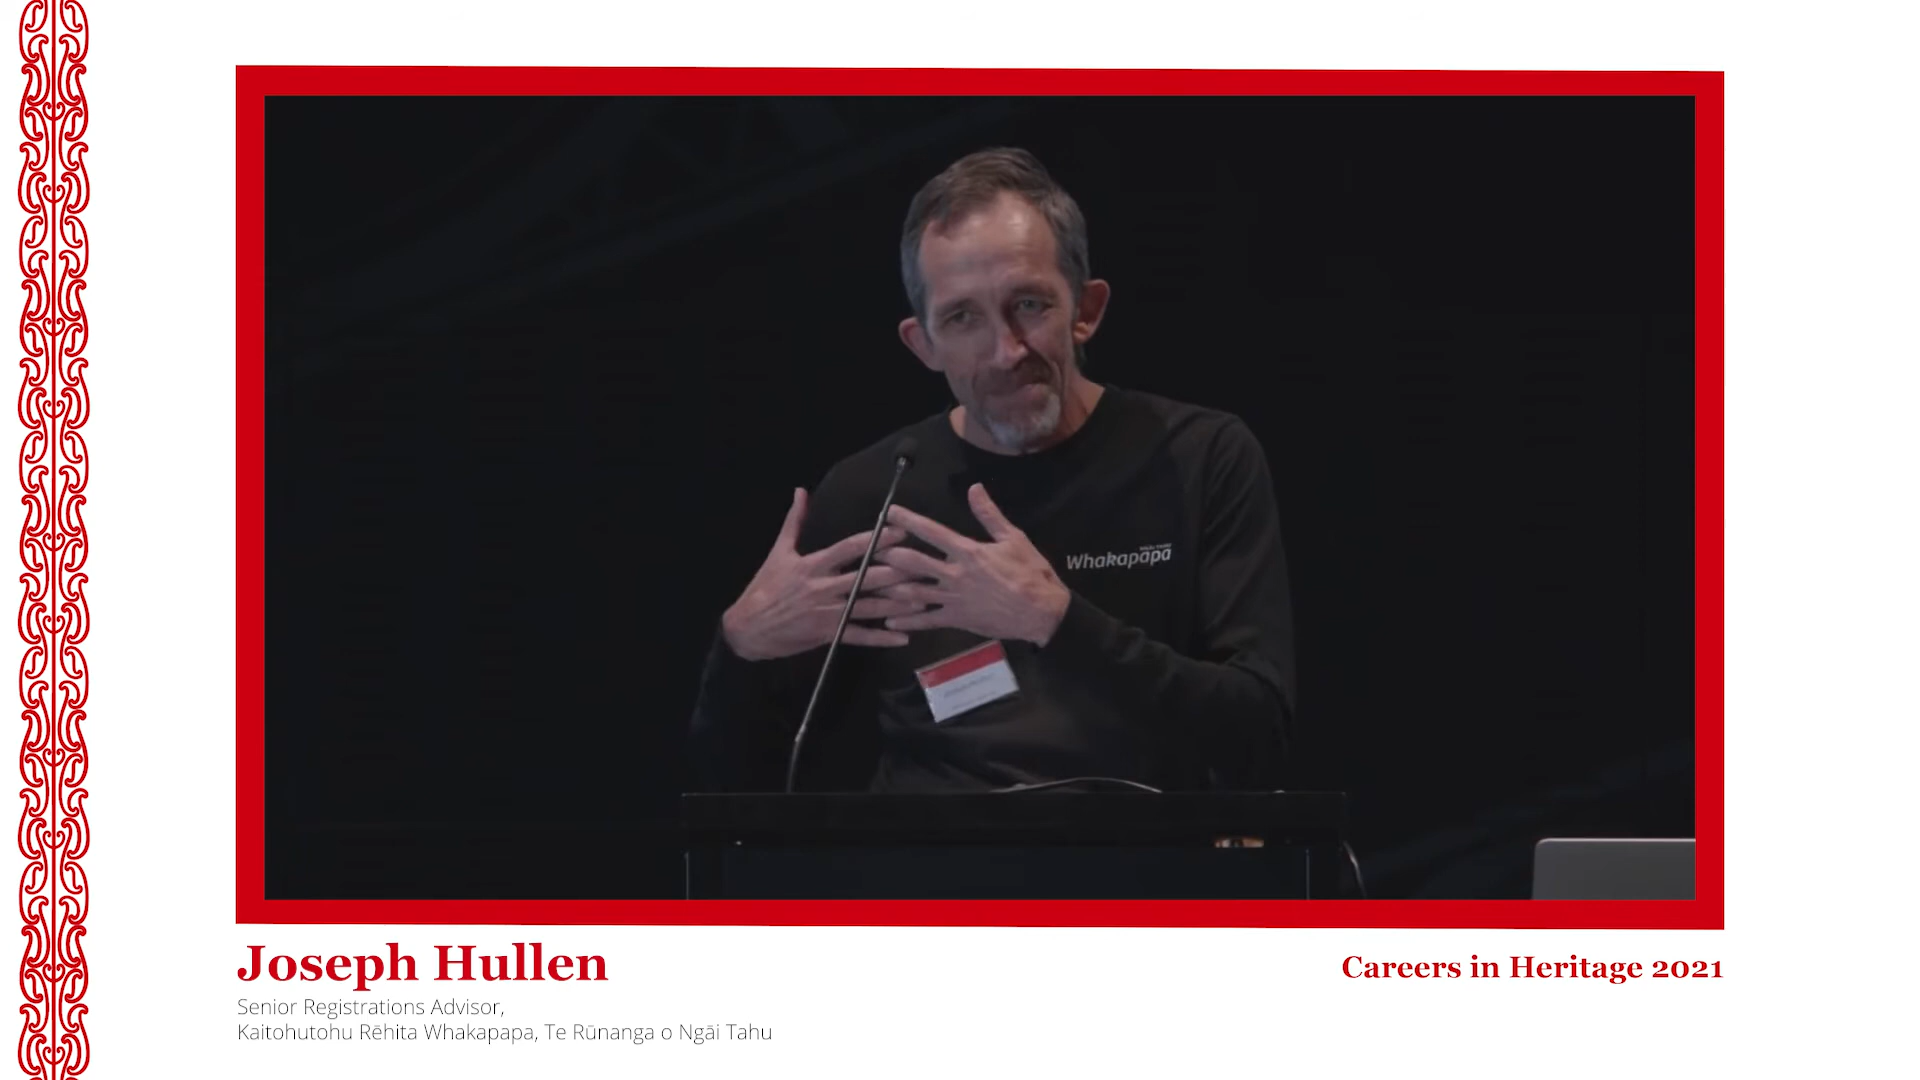 Whakapapa
Joseph Hullen
Careers in Heritage 2021
Senior Registrations Advisor,
Kaitohutohu Rēhita Whakapapa, Te Rūnanga o Ngāi Tahu